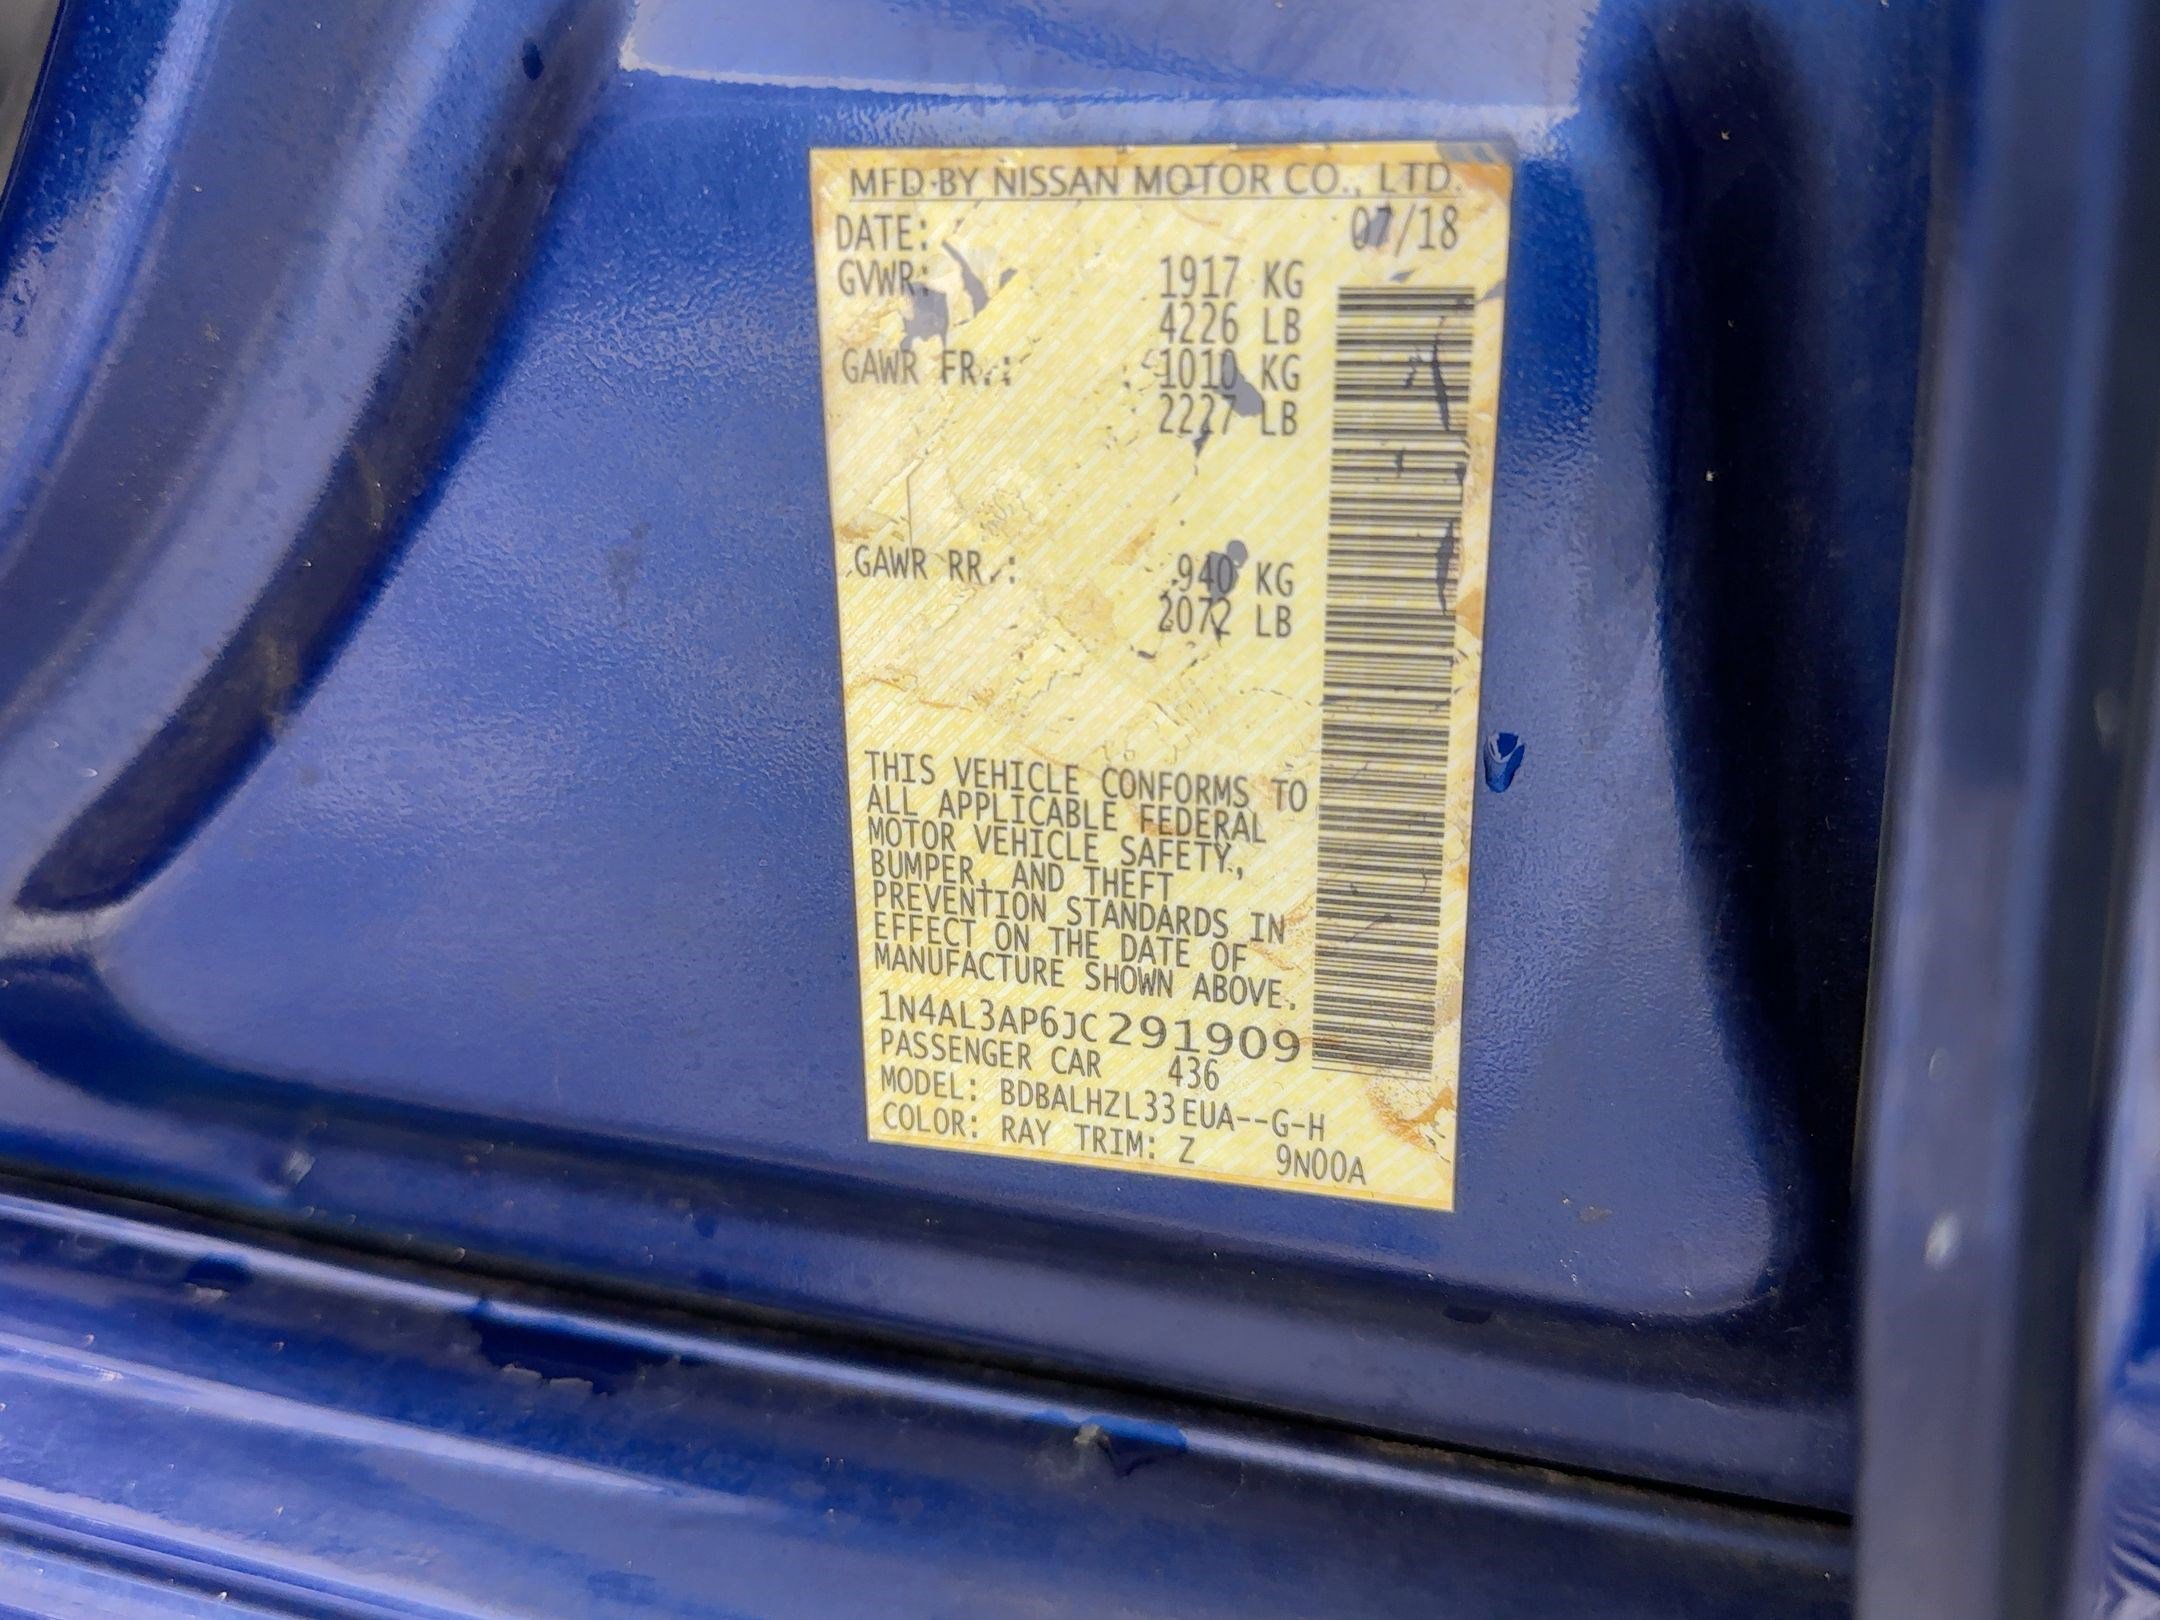 MFD BY NISSAN MOTOR CO., LTD.
DATE: 07/18
GVWR: 1917 KG
4226 LB
GAWR FR.: 1010 KG
2227 LB
GAWR RR.: 940 KG
2072 LB
THIS VEHICLE CONFORMS TO
ALL APPLICABLE FEDERAL
MOTOR VEHICLE SAFETY,
BUMPER, AND THEFT
PREVENTION STANDARDS IN
EFFECT ON THE DATE OF
MANUFACTURE SHOWN ABOVE.
1N4AL3AP6JC291909
PASSENGER CAR 436
MODEL: BDBALHZL33EUA--G-H
COLOR: RAY TRIM: Z 9N00A